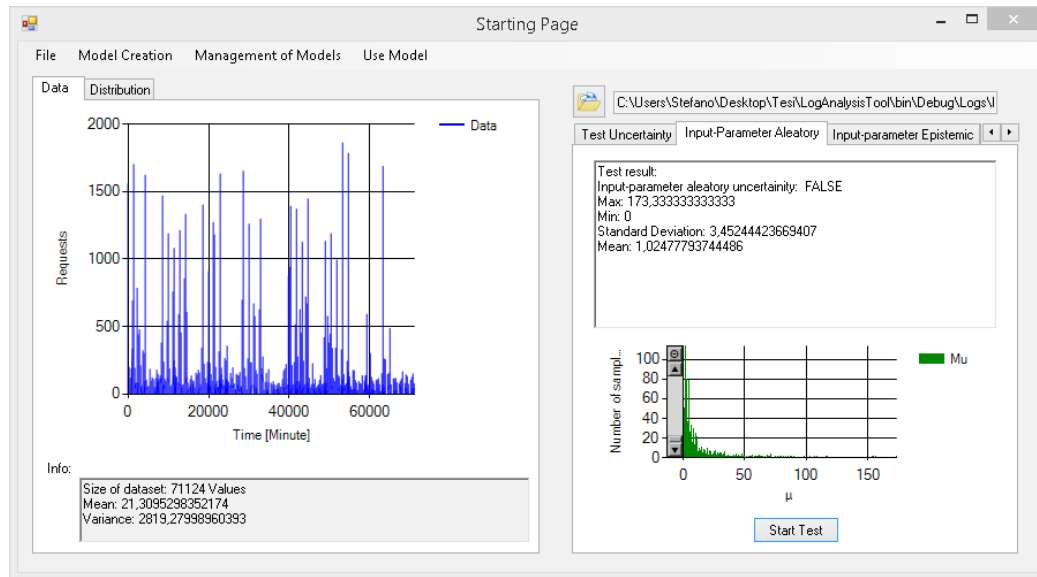 Starting Page
File Model Creation Management of Models Use Model
Data Distribution
2000
1500
1000
500
0
Requests
0 20000 40000 60000
Time [Minute]
Data
Info:
Size of dataset: 71124 Values
Mean: 21,3095298352174
Variance: 2819,27998960393
C:\Users\Stefano\Desktop\Tesi\LogAnalysisTool\bin\Debug\Logs\
Test Uncertainty Input-Parameter Aleatory Input-parameter Epistemic
Test result:
Input-parameter aleatory uncertainity: FALSE
Max: 173,333333333333
Min: 0
Standard Deviation: 3,45244423669407
Mean: 1,02477793744486
Number of sampl...
100
80
60
40
20
0
0 50 100 150
μ
Mu
Start Test